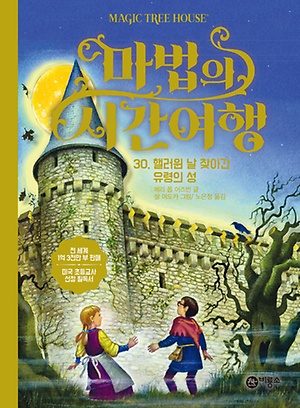 MAGIC TREE HOUSE®
마법의
시간여행
30. 핼러윈 날 찾아간
유령의 성
메리 폽 어즈번 글
살 머도카 그림/ 노은정 옮김
전 세계
1억 3천만 부 판매
미국 초등교사
선정 필독서
비룡소